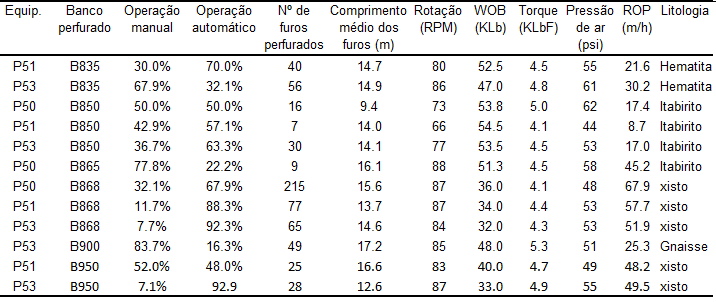 Equip. Banco perfurado Operação manual Operação automático Nº de furos perfurados Comprimento médio dos furos (m) Rotação (RPM) WOB (KLb) Torque (KLbF) Pressão de ar (psi) ROP (m/h) Litologia
P51 B835 30.0% 70.0% 40 14.7 80 52.5 4.5 55 21.6 Hematita
P53 B835 67.9% 32.1% 56 14.9 86 47.0 4.8 61 30.2 Hematita
P50 B850 50.0% 50.0% 16 9.4 73 53.8 5.0 62 17.4 Itabirito
P51 B850 42.9% 57.1% 7 14.0 66 54.5 4.1 44 8.7 Itabirito
P53 B850 36.7% 63.3% 30 14.1 77 53.5 4.5 53 17.0 Itabirito
P50 B865 77.8% 22.2% 9 16.1 88 51.3 4.5 58 45.2 Itabirito
P50 B868 32.1% 67.9% 215 15.6 87 36.0 4.1 48 67.9 xisto
P51 B868 11.7% 88.3% 77 13.7 87 34.0 4.4 53 57.7 xisto
P53 B868 7.7% 92.3% 65 14.6 84 32.0 4.3 53 51.9 xisto
P53 B900 83.7% 16.3% 49 17.2 85 48.0 5.3 51 25.3 Gnaisse
P51 B950 52.0% 48.0% 25 16.6 83 40.0 4.7 49 48.2 xisto
P53 B950 7.1% 92.9 28 12.6 87 33.0 4.9 55 49.5 xisto